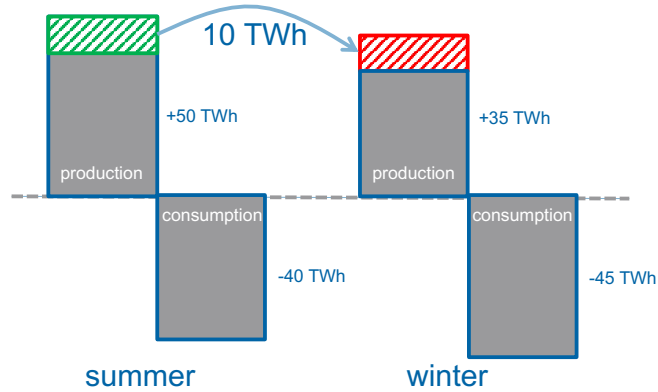 10 TWh
+50 TWh
+35 TWh
production
production
consumption
consumption
-40 TWh
-45 TWh
summer
winter